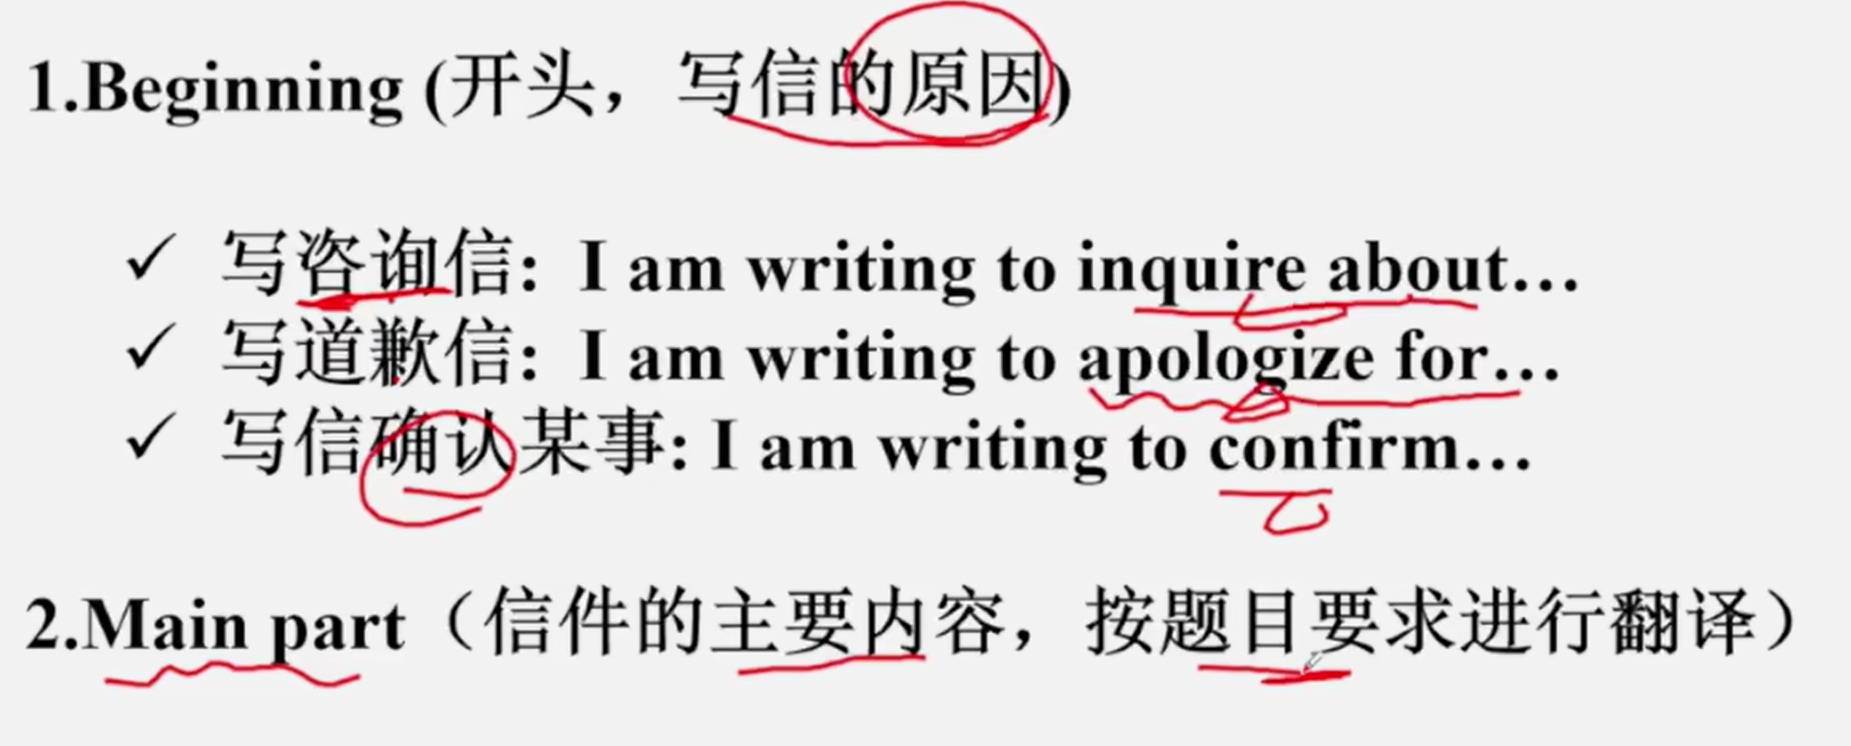 1.Beginning (开头，写信的原因)
✓ 写咨询信：I am writing to inquire about…
✓ 写道歉信：I am writing to apologize for…
✓ 写信确认某事: I am writing to confirm…
2.Main part（信件的主要内容，按题目要求进行翻译）